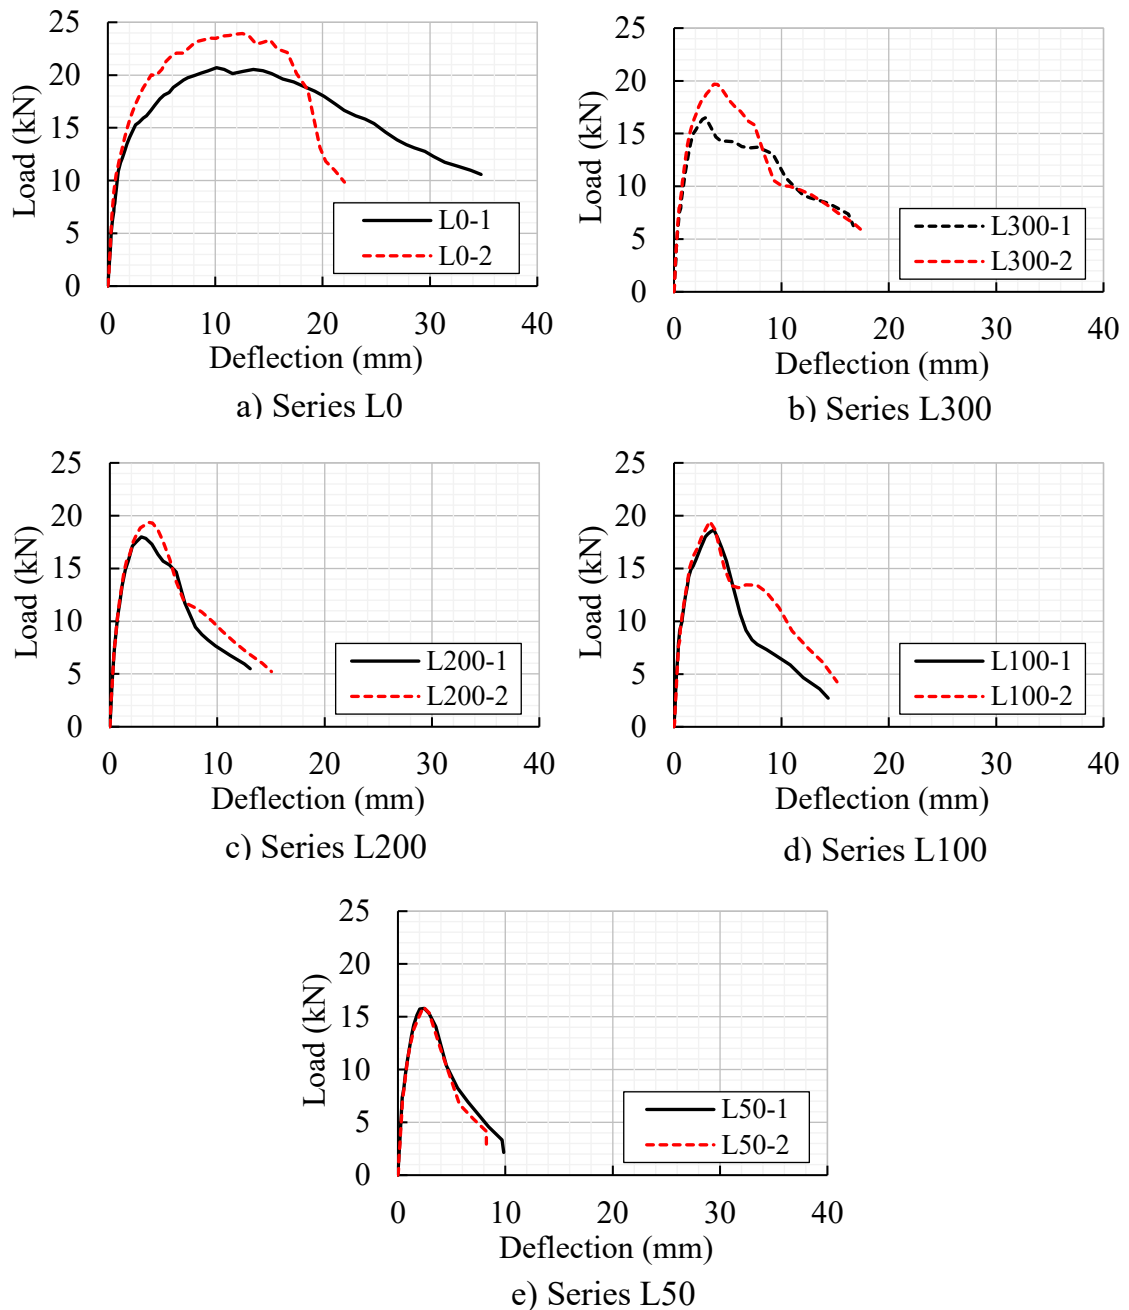 25
20
15
10
5
0
Load (kN)
L0-1
L0-2
0 10 20 30 40
Deflection (mm)
a) Series L0
25
20
15
10
5
0
Load (kN)
L300-1
L300-2
0 10 20 30 40
Deflection (mm)
b) Series L300
25
20
15
10
5
0
Load (kN)
L200-1
L200-2
0 10 20 30 40
Deflection (mm)
c) Series L200
25
20
15
10
5
0
Load (kN)
L100-1
L100-2
0 10 20 30 40
Deflection (mm)
d) Series L100
25
20
15
10
5
0
Load (kN)
L50-1
L50-2
0 10 20 30 40
Deflection (mm)
e) Series L50